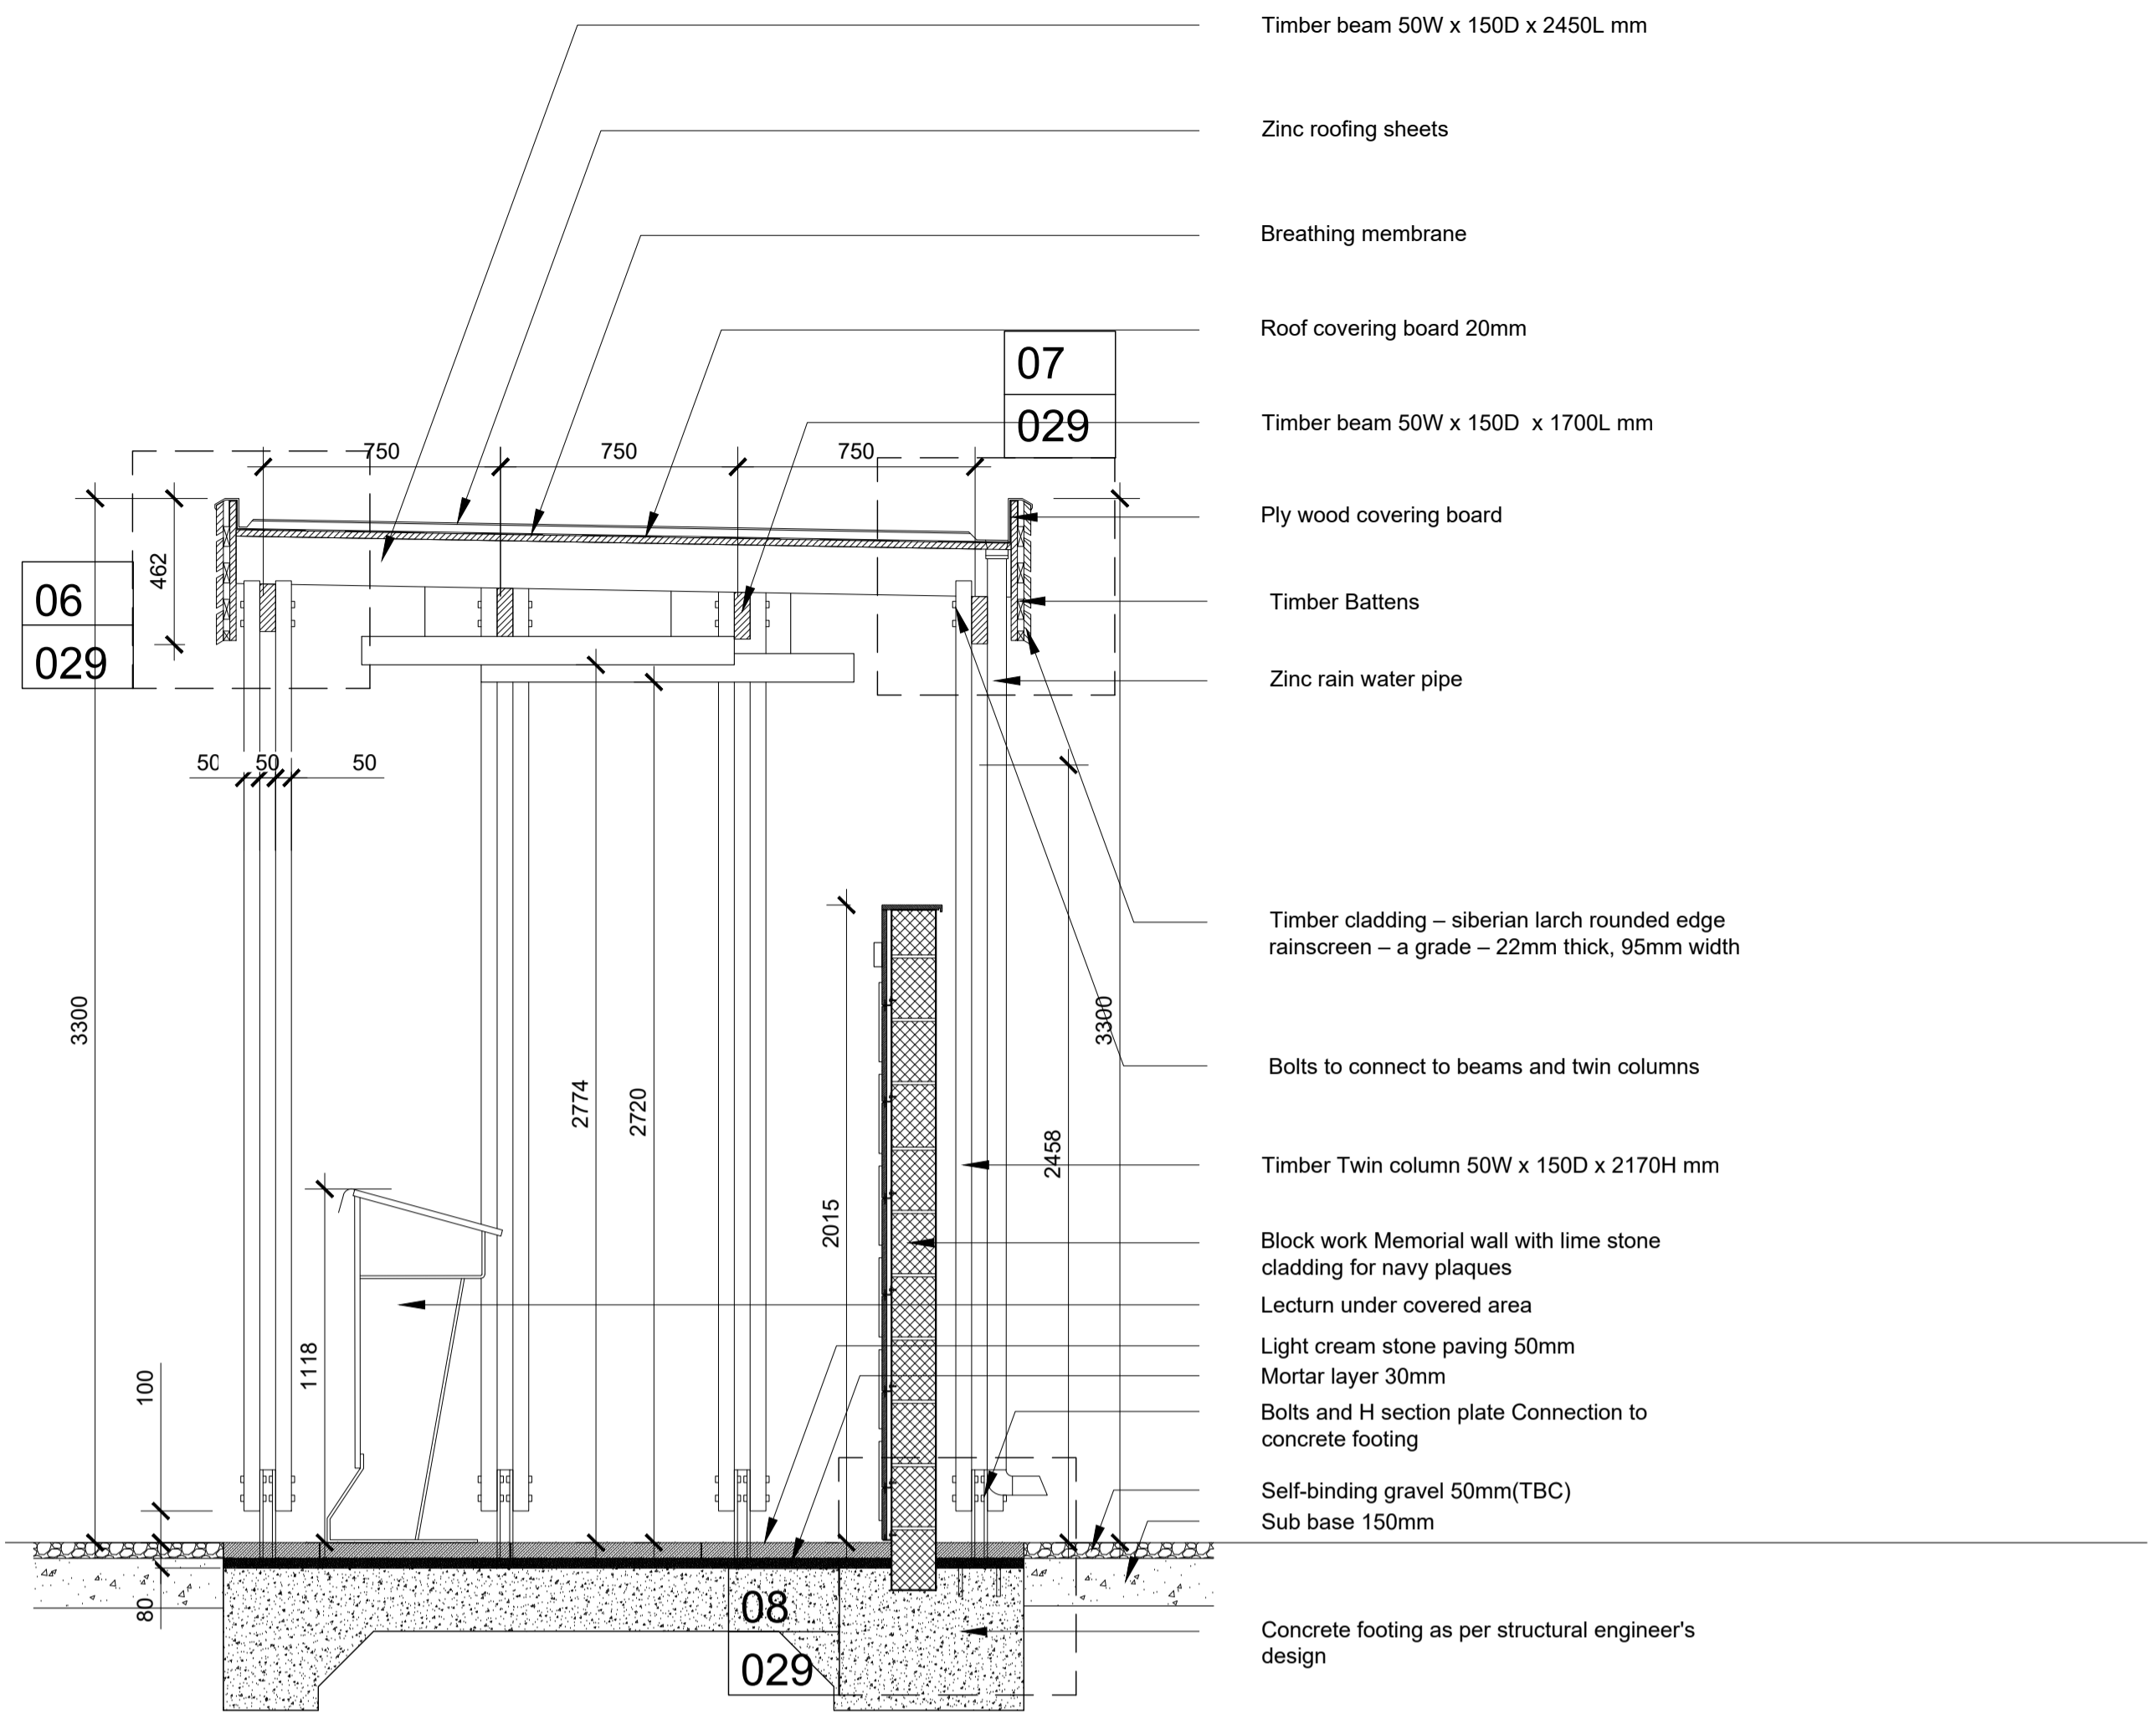 Timber beam 50W x 150D x 2450L mm
Zinc roofing sheets
Breathing membrane
Roof covering board 20mm
07
029
Timber beam 50W x 150D  x 1700L mm
750
750
750
Ply wood covering board
462
06
029
Timber Battens
Zinc rain water pipe
50
50
50
Timber cladding – siberian larch rounded edge
rainscreen – a grade – 22mm thick, 95mm width
3300
3300
Bolts to connect to beams and twin columns
2774
2720
2458
Timber Twin column 50W x 150D x 2170H mm
2015
Block work Memorial wall with lime stone
cladding for navy plaques
Lecturn under covered area
1118
Light cream stone paving 50mm
100
Mortar layer 30mm
Bolts and H section plate Connection to
concrete footing
Self-binding gravel 50mm(TBC)
Sub base 150mm
80
08
029
Concrete footing as per structural engineer's
design